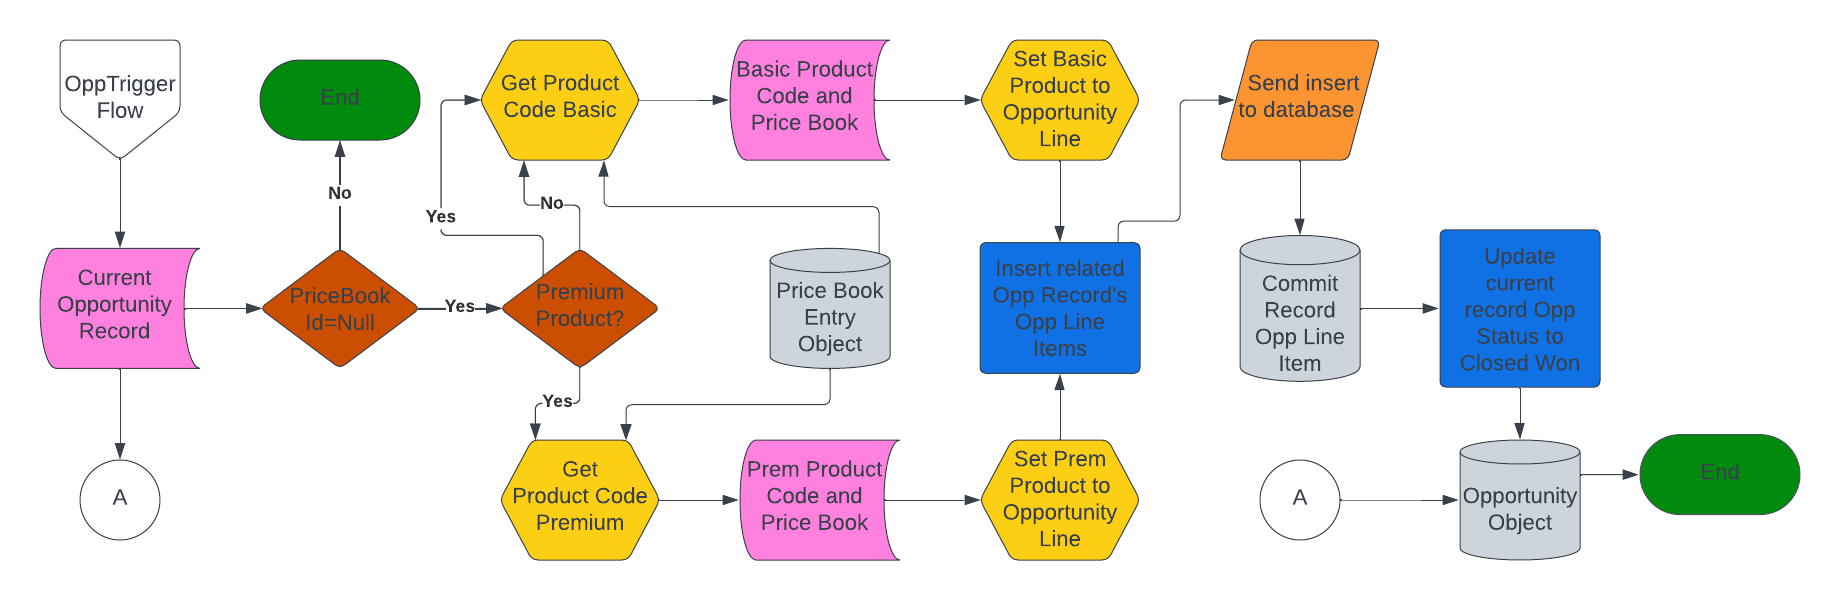 OppTrigger
Flow
End
No
Current
Opportunity
Record
A
PriceBook
Id=Null
Yes
Premium
Product?
Yes
No
Yes
Get Product
Code Basic
Basic Product
Code and
Price Book
Set Basic
Product to
Opportunity
Line
Price Book
Entry
Object
Get
Product Code
Premium
Prem Product
Code and
Price Book
Set Prem
Product to
Opportunity
Line
Insert related
Opp Record's
Opp Line
Items
Send insert
to database
Commit
Record
Opp Line
Item
Update
current
record Opp
Status to
Closed Won
A
Opportunity
Object
End